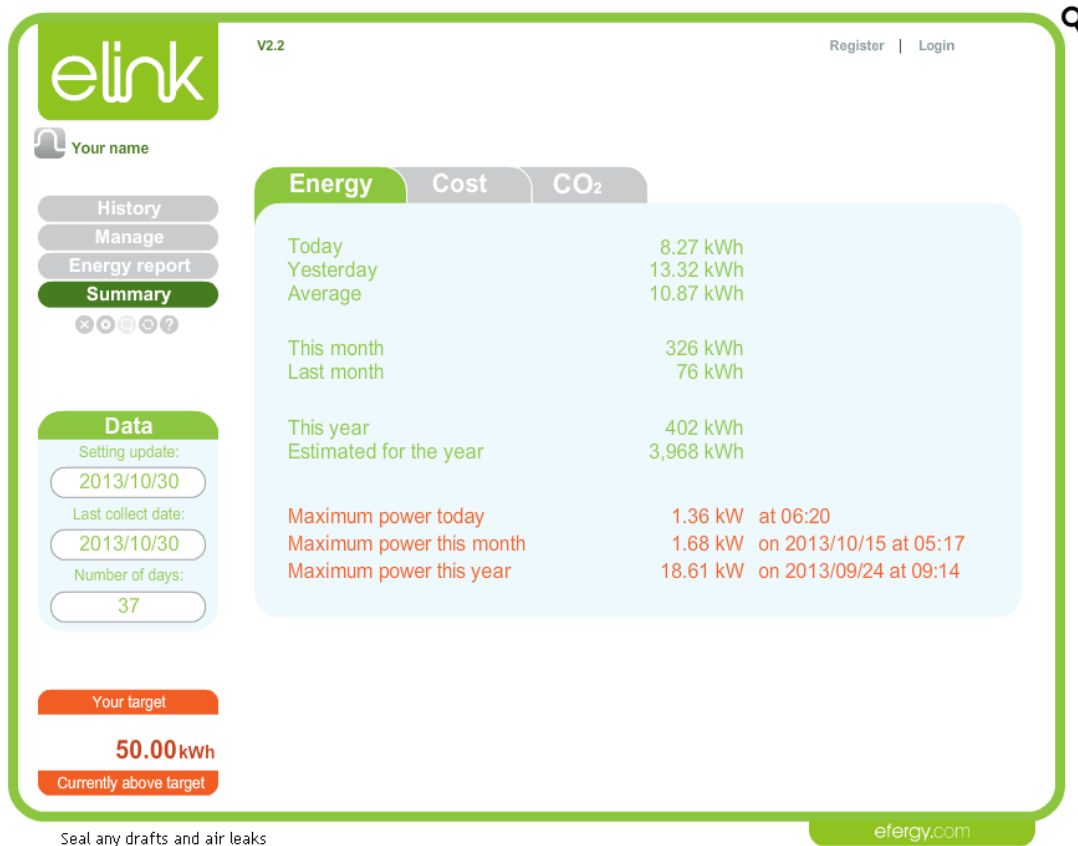 elink
V2.2
Register | Login
Your name
History
Manage
Energy report
Summary
Energy Cost CO₂
Today 8.27 kWh
Yesterday 13.32 kWh
Average 10.87 kWh
This month 326 kWh
Last month 76 kWh
This year 402 kWh
Estimated for the year 3,968 kWh
Maximum power today 1.36 kW at 06:20
Maximum power this month 1.68 kW on 2013/10/15 at 05:17
Maximum power this year 18.61 kW on 2013/09/24 at 09:14
Data
Setting update:
2013/10/30
Last collect date:
2013/10/30
Number of days:
37
Your target
50.00 kWh
Currently above target
Seal any drafts and air leaks
efergy.com